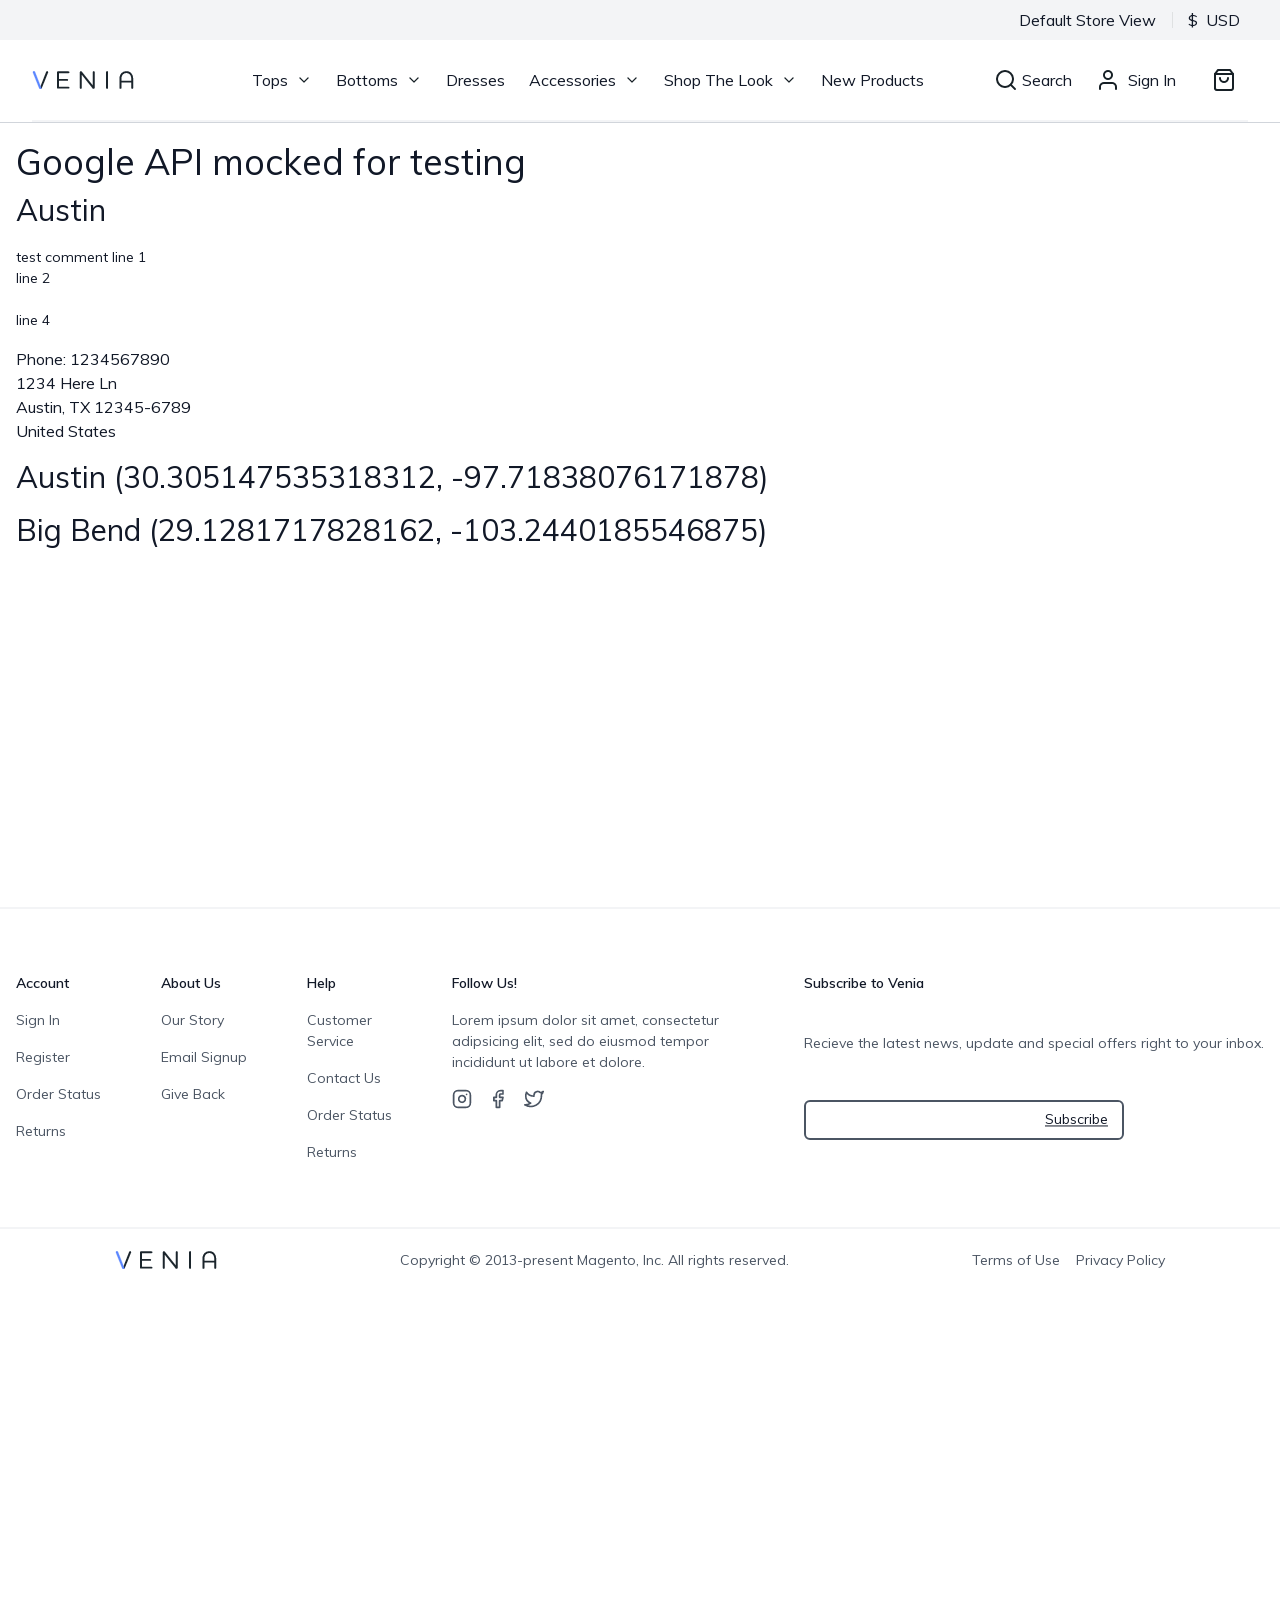 Default Store View $ USD
VENIA Tops Bottoms Dresses Accessories Shop The Look New Products Search Sign In
Google API mocked for testing
Austin
test comment line 1
line 2
line 4
Phone: 1234567890
1234 Here Ln
Austin, TX 12345-6789
United States
Austin (30.305147535318312, -97.71838076171878)
Big Bend (29.1281717828162, -103.2440185546875)
Account
Sign In
Register
Order Status
Returns
About Us
Our Story
Email Signup
Give Back
Help
Customer
Service
Contact Us
Order Status
Returns
Follow Us!
Lorem ipsum dolor sit amet, consectetur
adipsicing elit, sed do eiusmod tempor
incididunt ut labore et dolore.
Subscribe to Venia
Recieve the latest news, update and special offers right to your inbox.
Subscribe
VENIA Copyright © 2013-present Magento, Inc. All rights reserved. Terms of Use Privacy Policy